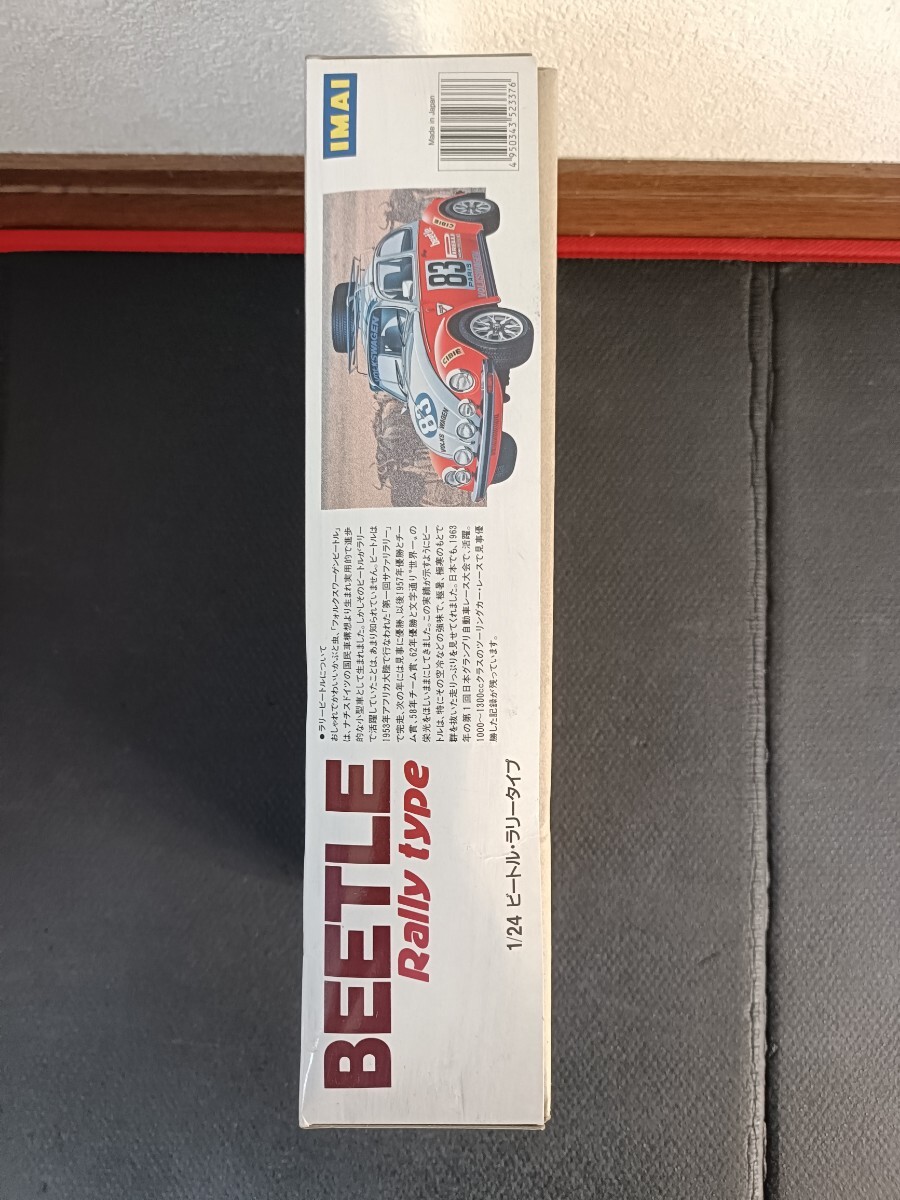 BEETLE
Rally type
1/24 ビートル・ラリータイプ
●ラリービートルについて
おしゃれでかわいいかぶと虫、「フォルクスワーゲンビートル」
は、ナチスドイツの国民車構想より生まれ実用的で進歩
的な小型車として生まれました。しかしそのビートルがラリー
で活躍していたことは、あまり知られていません。ビートルは
1953年アフリカ大陸で行なわれた「第一回サファリラリー」
で完走、次の年には見事に優勝、以後1957年優勝とチー
ム賞、58年チーム賞、62年優勝と文字通り"世界一"の
栄光をほしいままにしてきました。この実績が示すようにビー
トルは、特にその空冷などの強味で、極暑、極寒のもとで
群を抜いた走りっぷりを見せてくれました。日本でも、1963
年の第1回日本グランプリ自動車レース大会で、活躍。
1000〜1300ccクラスのツーリングカー・レースで見事優
勝した記録が残っています。
VOLKSWAGEN
83
VOLKSWAGEN
CIBIE
83
PARIS
CIBIE
IMAI
Made in Japan
4 950343 523376